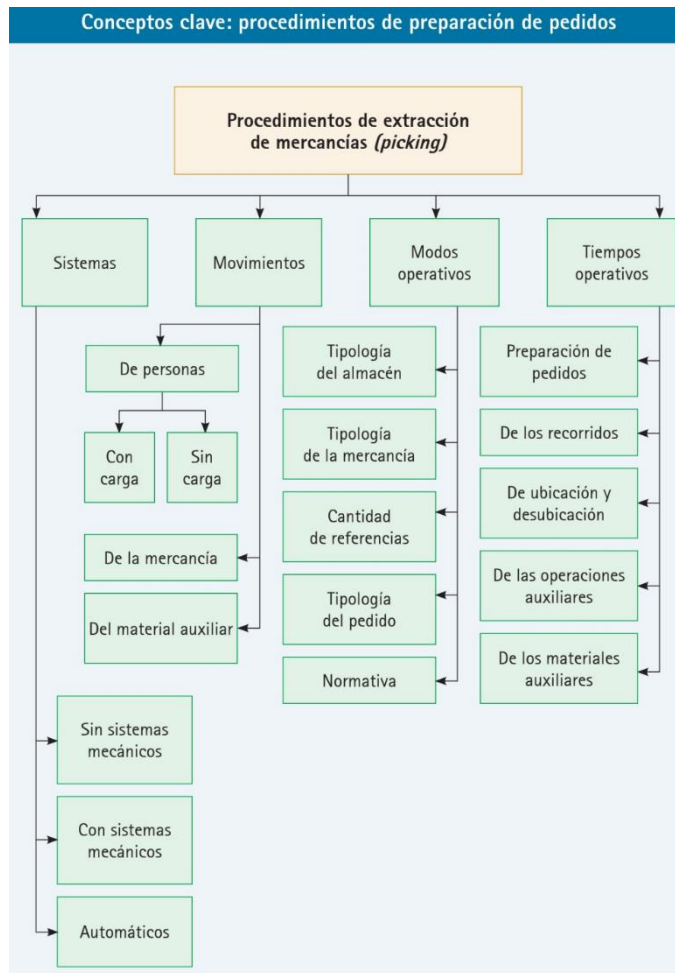 Conceptos clave: procedimientos de preparación de pedidos
Procedimientos de extracción
de mercancías (picking)
Sistemas
Movimientos
Modos
operativos
Tiempos
operativos
De personas
Con
carga
Sin
carga
De la mercancía
Del material auxiliar
Tipología
del almacén
Tipología
de la mercancía
Cantidad
de referencias
Tipología
del pedido
Normativa
Preparación de
pedidos
De los recorridos
De ubicación y
desubicación
De las operaciones
auxiliares
De los materiales
auxiliares
Sin sistemas
mecánicos
Con sistemas
mecánicos
Automáticos